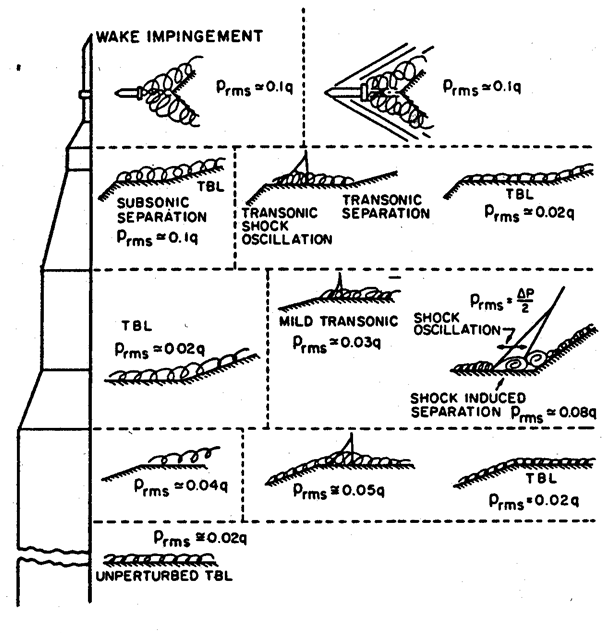 WAKE IMPINGEMENT
Prms ≃0.1q
Prms ≃0.1q
TBL
SUBSONIC
SEPARATION
Prms ≃0.1q
TRANSONIC
SHOCK
OSCILLATION
TRANSONIC
SEPARATION
TBL
Prms ≃0.02q
TBL
Prms ≃0.02q
MILD TRANSONIC
Prms ≃0.03q
Prms = ΔP
2
SHOCK
OSCILLATION
SHOCK INDUCED
SEPARATION Prms ≃0.08q
Prms ≃0.04q
Prms ≅0.05q
TBL
Prms = 0.02q
Prms ≅0.02q
UNPERTURBED TBL